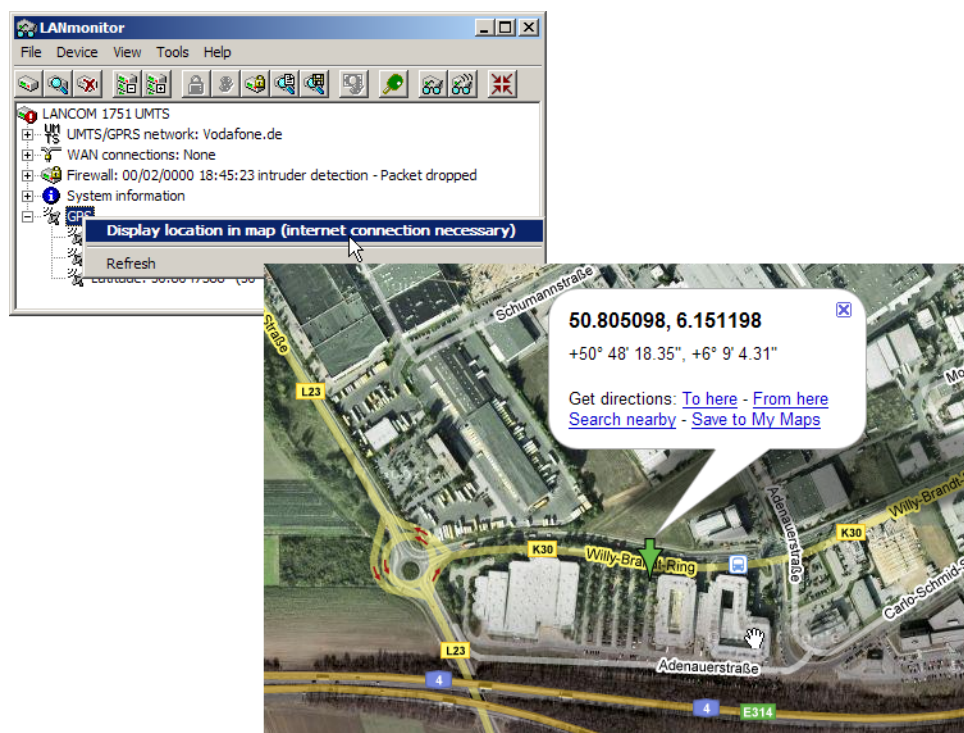 LANmonitor
File Device View Tools Help
LANCOM 1751 UMTS
UMTS/GPRS network: Vodafone.de
WAN connections: None
Firewall: 00/02/0000 18:45:23 intruder detection - Packet dropped
System information
GPS
Display location in map (internet connection necessary)
Refresh
Schumannstraße
Straße
50.805098, 6.151198
+50° 48' 18.35", +6° 9' 4.31"
Get directions: To here - From here
Search nearby - Save to My Maps
L23
K30
Willy-Brandt-Ring
Adenauerstraße
K30
Willy-Brandt-
Carlo-Schmid-S
L23
Adenauerstraße
4
4
E314